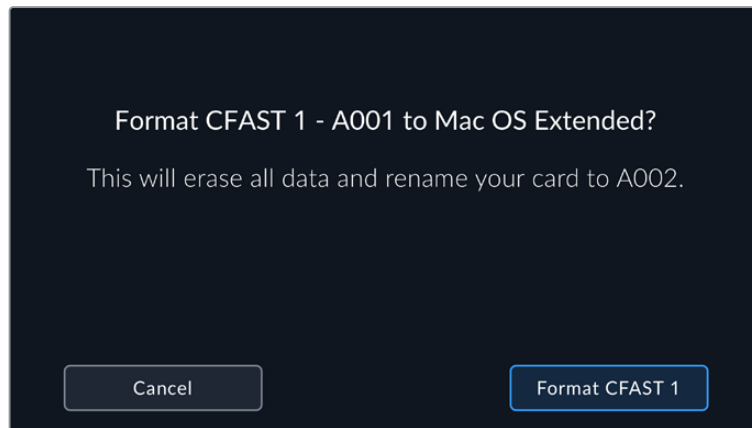 Format CFAST 1 - A001 to Mac OS Extended?
This will erase all data and rename your card to A002.
Cancel
Format CFAST 1